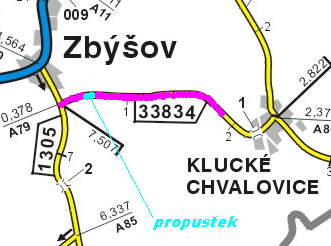 009
A11
,564
Zbýšov
2
2,822
0,378
A79
1
33834
1
2
2,37
A8
7,507
1305
7
2
KLUCKÉ
CHVALOVICE
6,337
A85
propustek